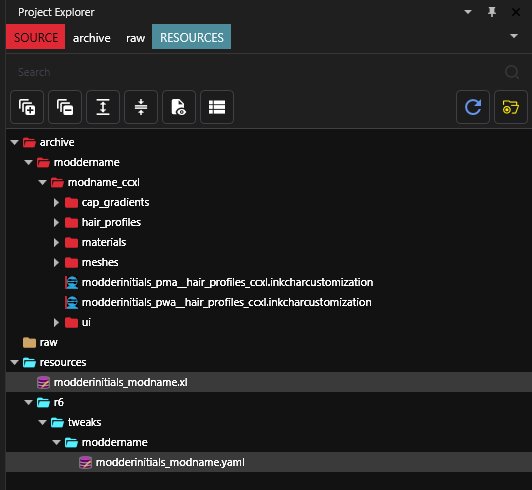 Project Explorer
SOURCE archive raw RESOURCES
Search
archive
moddername
modname_ccxl
cap_gradients
hair_profiles
materials
meshes
modderinitials_pma__hair_profiles_ccxl.inkcharcustomization
modderinitials_pwa__hair_profiles_ccxl.inkcharcustomization
ui
raw
resources
modderinitials_modname.xl
r6
tweaks
moddername
modderinitials_modname.yaml